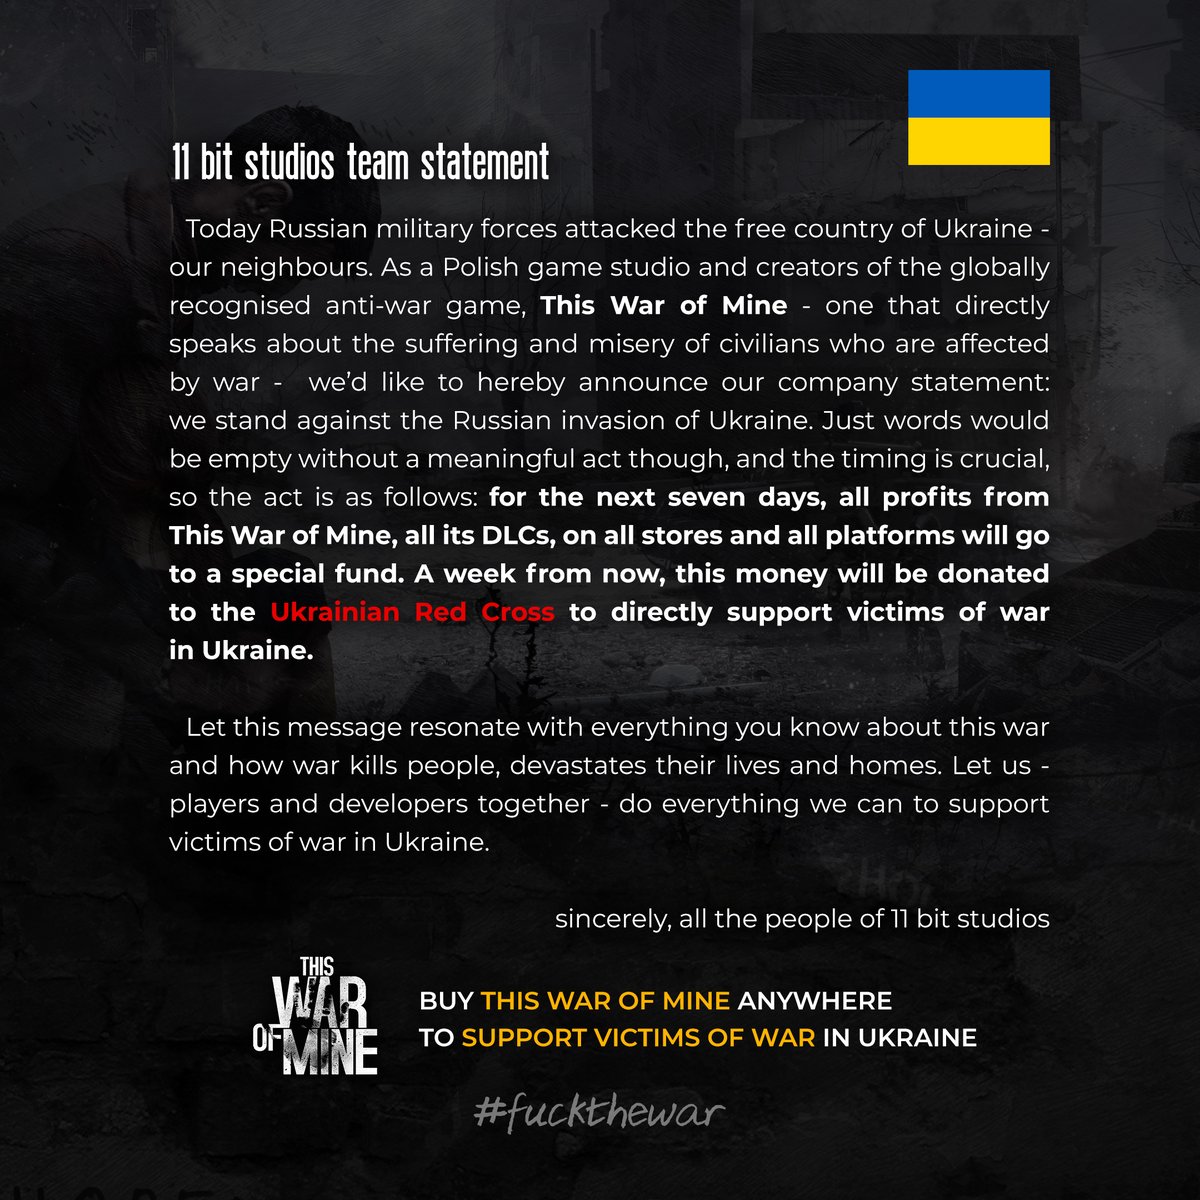 11 bit studios team statement
Today Russian military forces attacked the free country of Ukraine -
our neighbours. As a Polish game studio and creators of the globally
recognised anti-war game, This War of Mine - one that directly
speaks about the suffering and misery of civilians who are affected
by war - we'd like to hereby announce our company statement:
we stand against the Russian invasion of Ukraine. Just words would
be empty without a meaningful act though, and the timing is crucial,
so the act is as follows: for the next seven days, all profits from
This War of Mine, all its DLCs, on all stores and all platforms will go
to a special fund. A week from now, this money will be donated
to the Ukrainian Red Cross to directly support victims of war
in Ukraine.
Let this message resonate with everything you know about this war
and how war kills people, devastates their lives and homes. Let us -
players and developers together - do everything we can to support
victims of war in Ukraine.
sincerely, all the people of 11 bit studios
THIS
WAR
OF MINE
BUY THIS WAR OF MINE ANYWHERE
TO SUPPORT VICTIMS OF WAR IN UKRAINE
#fuckthewar